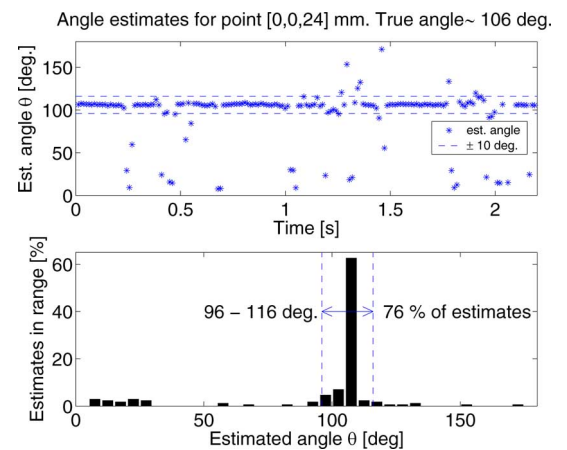 Angle estimates for point [0,0,24] mm. True angle~ 106 deg.
Est. angle θ [deg.]
150
100
50
0
* est. angle
± 10 deg.
0 0.5 1 1.5 2
Time [s]
Estimates in range [%]
60
40
20
0
96 − 116 deg. 76 % of estimates
0 50 100 150
Estimated angle θ [deg]